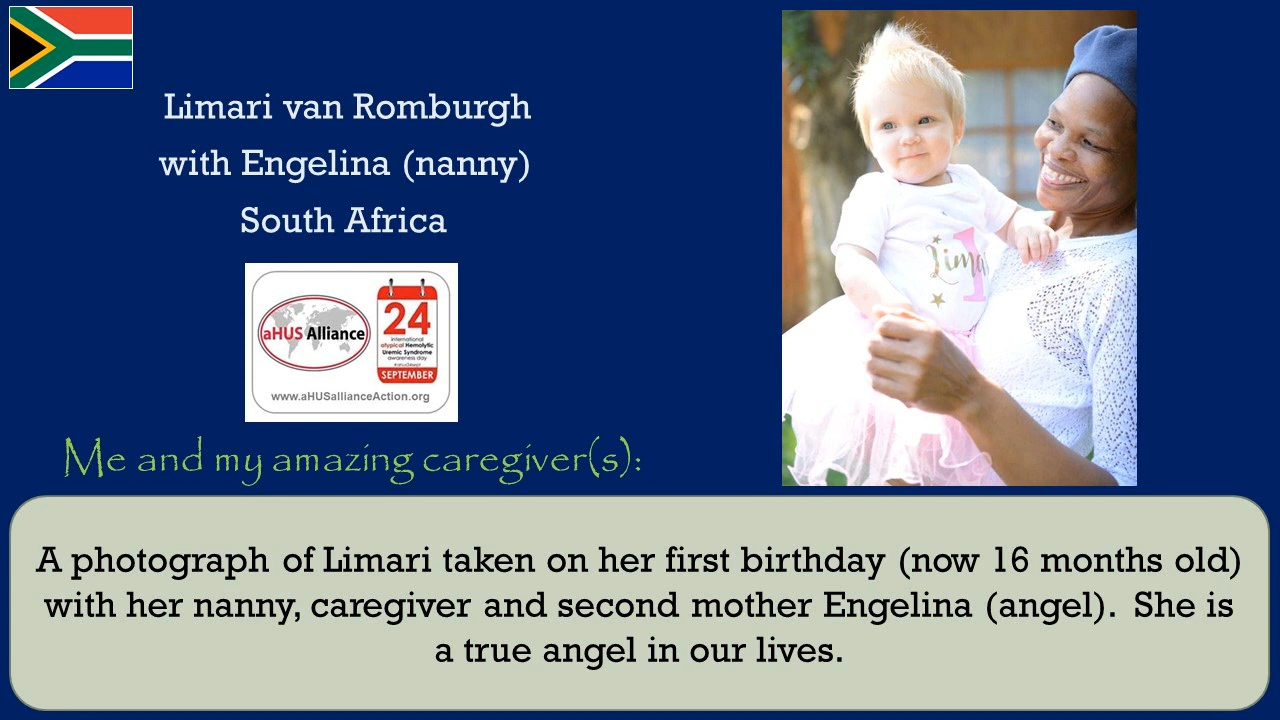 Limari van Romburgh
with Engelina (nanny)
South Africa
aHUS Alliance
24
international
atypical Hemolytic
Uremic Syndrome
awareness day
SEPTEMBER
www.aHUSallianceAction.org
Me and my amazing caregiver(s):
1
A photograph of Limari taken on her first birthday (now 16 months old)
with her nanny, caregiver and second mother Engelina (angel).  She is
a true angel in our lives.